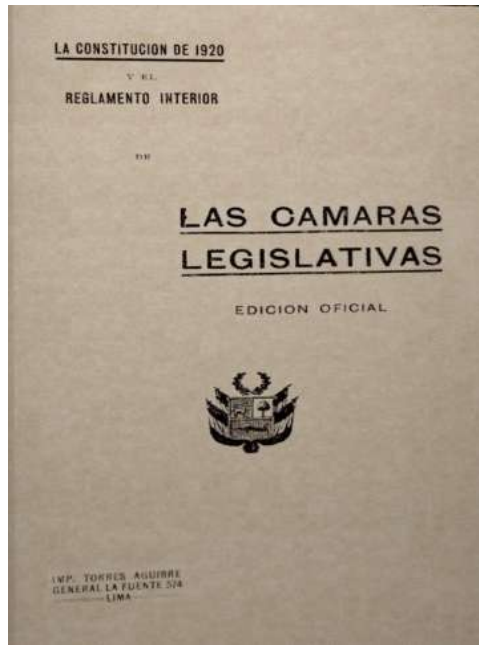 LA CONSTITUCION DE 1920
Y EL
REGLAMENTO INTERIOR
DE
LAS CAMARAS
LEGISLATIVAS
EDICION OFICIAL
IMP. TORRES AGUIRRE
GENERAL LA FUENTE 574
LIMA